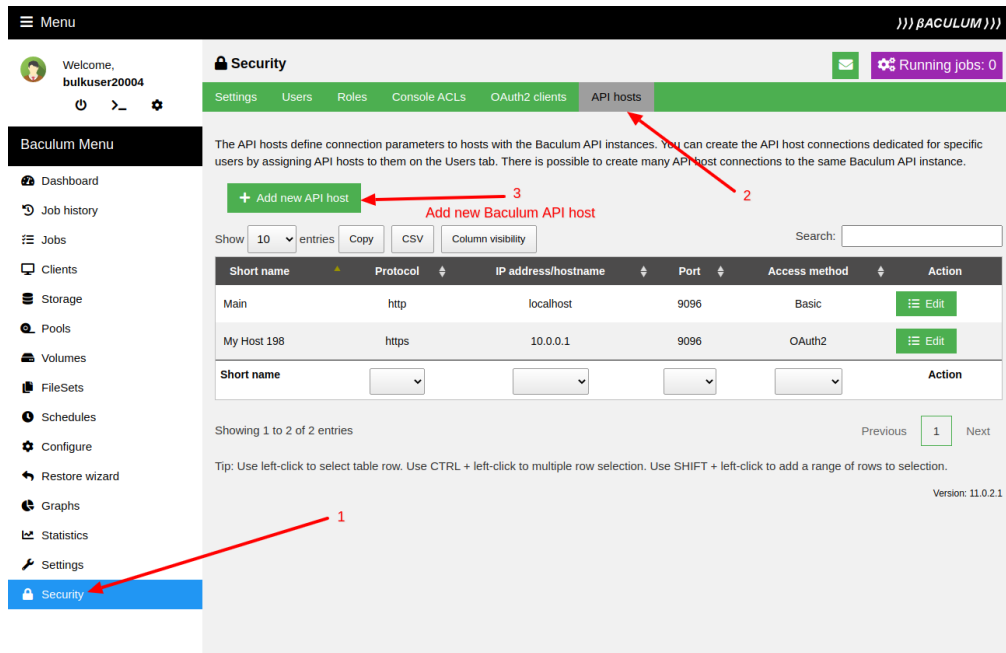 Menu
))) βACULUM )))
Welcome,
bulkuser20004
Security
Running jobs: 0
Settings Users Roles Console ACLs OAuth2 clients API hosts
Baculum Menu
Dashboard
Job history
Jobs
Clients
Storage
Pools
Volumes
FileSets
Schedules
Configure
Restore wizard
Graphs
Statistics
Settings
Security
The API hosts define connection parameters to hosts with the Baculum API instances. You can create the API host connections dedicated for specific
users by assigning API hosts to them on the Users tab. There is possible to create many API host connections to the same Baculum API instance.
+ Add new API host
3
2
Add new Baculum API host
Show 10 entries Copy CSV Column visibility Search:
Short name Protocol IP address/hostname Port Access method Action
Main http localhost 9096 Basic Edit
My Host 198 https 10.0.0.1 9096 OAuth2 Edit
Short name Action
Showing 1 to 2 of 2 entries Previous 1 Next
Tip: Use left-click to select table row. Use CTRL + left-click to multiple row selection. Use SHIFT + left-click to add a range of rows to selection.
Version: 11.0.2.1
1